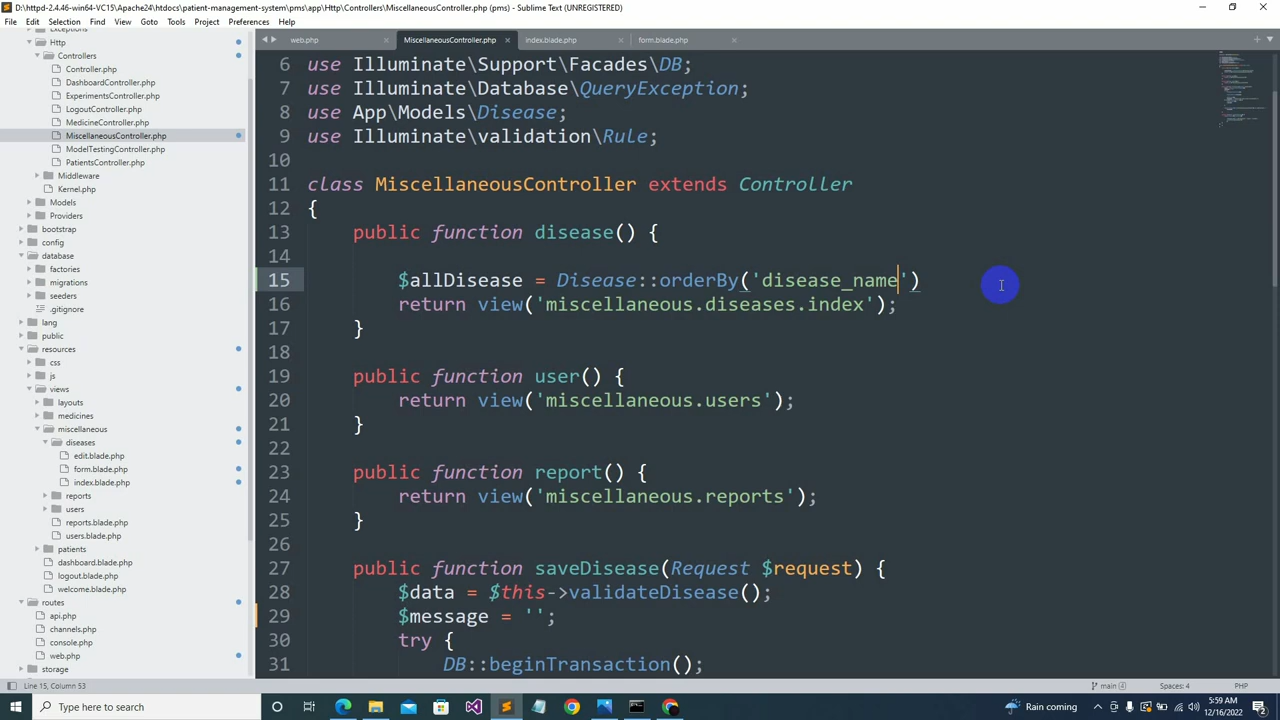 D:\httpd-2.4.46-win64-VC15\Apache24\htdocs\patient-management-system\pms\app\Http\Controllers\MiscellaneousController.php (pms) - Sublime Text (UNREGISTERED)
File Edit Selection Find View Goto Tools Project Preferences Help
web.php MiscellaneousController.php index.blade.php form.blade.php
Exceptions
Http
Controllers
Controller.php
DashboardController.php
ExperimentsController.php
LogoutController.php
MedicineController.php
MiscellaneousController.php
ModelTestingController.php
PatientsController.php
Middleware
Kernel.php
Models
Providers
bootstrap
config
database
factories
migrations
seeders
.gitignore
lang
public
resources
css
js
views
layouts
medicines
miscellaneous
diseases
edit.blade.php
form.blade.php
index.blade.php
reports
users
reports.blade.php
users.blade.php
patients
dashboard.blade.php
logout.blade.php
welcome.blade.php
routes
api.php
channels.php
console.php
web.php
storage
6 use Illuminate\Support\Facades\DB;
7 use Illuminate\Database\QueryException;
8 use App\Models\Disease;
9 use Illuminate\validation\Rule;
10
11 class MiscellaneousController extends Controller
12 {
13 public function disease() {
14
15 $allDisease = Disease::orderBy('disease_name')
16 return view('miscellaneous.diseases.index');
17 }
18
19 public function user() {
20 return view('miscellaneous.users');
21 }
22
23 public function report() {
24 return view('miscellaneous.reports');
25 }
26
27 public function saveDisease(Request $request) {
28 $data = $this->validateDisease();
29 $message = '';
30 try {
31 DB::beginTransaction();
Line 15, Column 53 main (4) Spaces: 4 PHP
Type here to search Rain coming 5:59 AM
12/16/2022 2